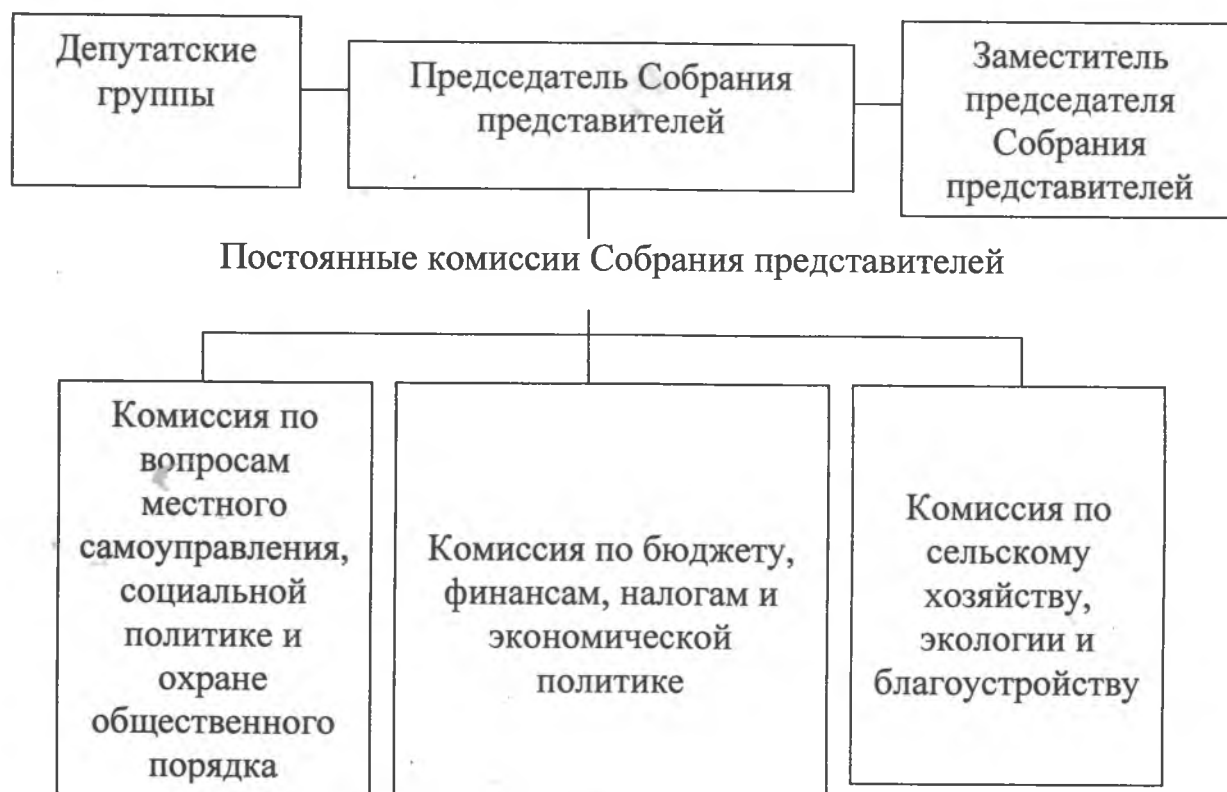 Депутатские
группы
Председатель Собрания
представителей
Заместитель
председателя
Собрания
представителей
Постоянные комиссии Собрания представителей
Комиссия по
вопросам
местного
самоуправления,
социальной
политике и
охране
общественного
порядка
Комиссия по бюджету,
финансам, налогам и
экономической
политике
Комиссия по
сельскому
хозяйству,
экологии и
благоустройству